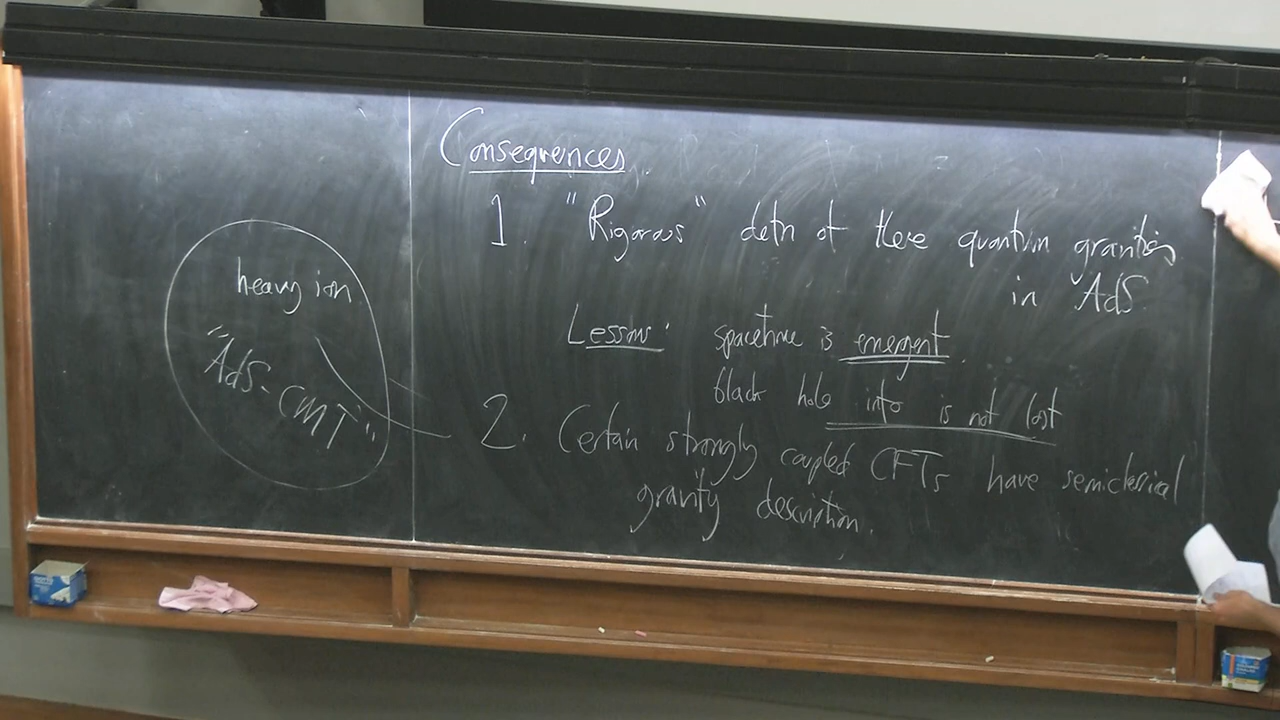 heavy ion
"AdS-CMT"
Consequences
1. "Rigorous" defn of these quantum gravities
in AdS
Lesson: spacetime is emergent.
black hole info is not lost
2. Certain strongly coupled CFTs have semiclassical
gravity description.